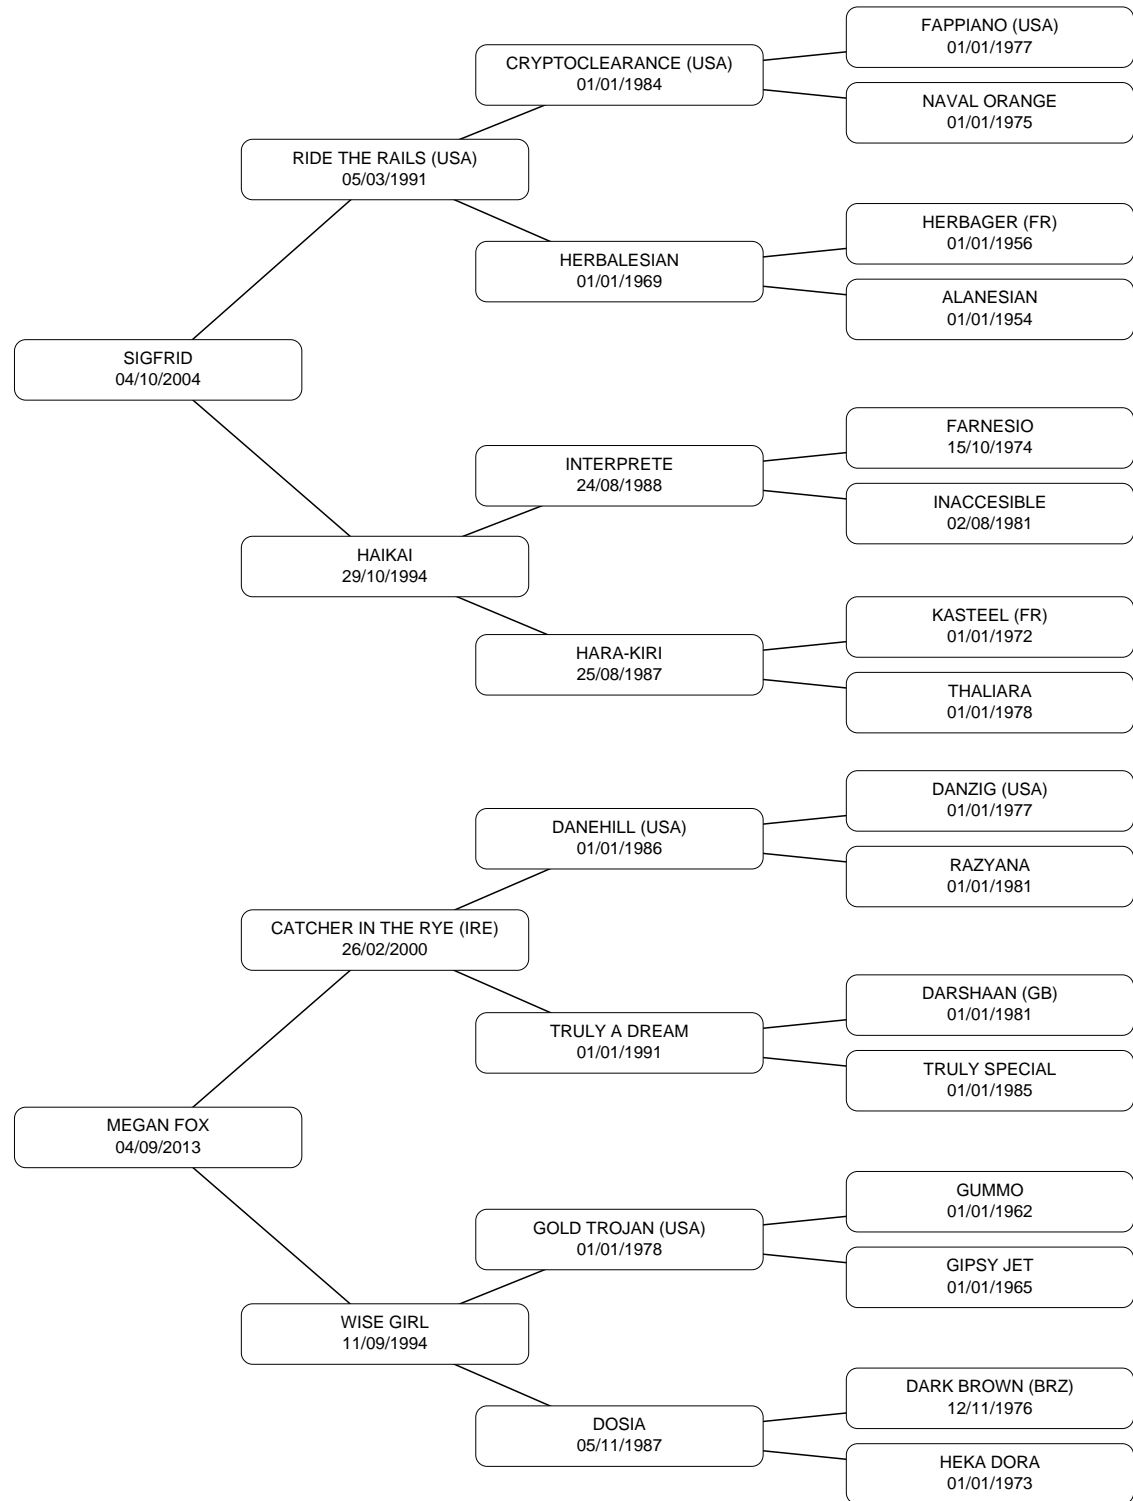 FAPPIANO (USA)
01/01/1977
CRYPTOCLEARANCE (USA)
01/01/1984
NAVAL ORANGE
01/01/1975
RIDE THE RAILS (USA)
05/03/1991
HERBAGER (FR)
01/01/1956
HERBALESIAN
01/01/1969
ALANESIAN
01/01/1954
SIGFRID
04/10/2004
FARNESIO
15/10/1974
INTERPRETE
24/08/1988
INACCESIBLE
02/08/1981
HAIKAI
29/10/1994
KASTEEL (FR)
01/01/1972
HARA-KIRI
25/08/1987
THALIARA
01/01/1978
DANZIG (USA)
01/01/1977
DANEHILL (USA)
01/01/1986
RAZYANA
01/01/1981
CATCHER IN THE RYE (IRE)
26/02/2000
DARSHAAN (GB)
01/01/1981
TRULY A DREAM
01/01/1991
TRULY SPECIAL
01/01/1985
MEGAN FOX
04/09/2013
GUMMO
01/01/1962
GOLD TROJAN (USA)
01/01/1978
GIPSY JET
01/01/1965
WISE GIRL
11/09/1994
DARK BROWN (BRZ)
12/11/1976
DOSIA
05/11/1987
HEKA DORA
01/01/1973